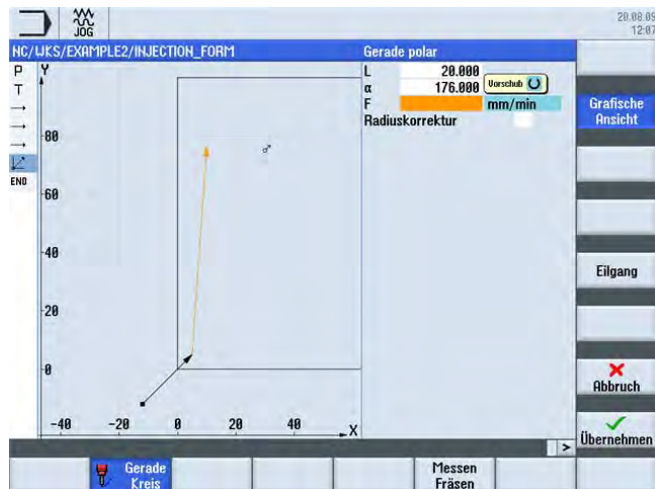 JOG
20.08.09
12:07
NC/WKS/EXAMPLE2/INJECTION_FORM
Gerade polar
P
T
END
Y
80
60
40
20
0
-40 -20 0 20 40 X
L 20.000
α 176.000
Vorschub
F mm/min
Radiuskorrektur
Grafische
Ansicht
Eilgang
Abbruch
Übernehmen
>
Gerade
Kreis
Messen
Fräsen